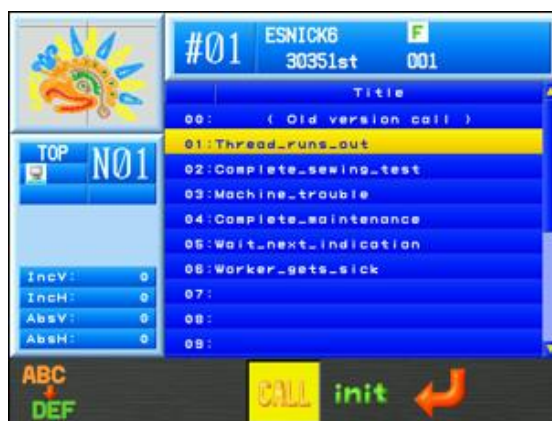 #01
ESNICK6 F
30351st 001
Title
00: ( Old version call )
01:Thread_runs_out
02:Complete_sewing_test
03:Machine_trouble
04:Complete_maintenance
05:Wait_next_indication
06:Worker_gets_sick
07:
08:
09:
TOP
N01
IncV: 0
IncH: 0
AbsV: 0
AbsH: 0
ABC
DEF
CALL
init